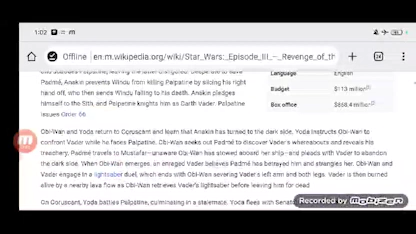 1:02
Offline en.m.wikipedia.org/wiki/Star_Wars:_Episode_III_–_Revenge_of_th
Language English
Budget $113 million
Box office $868.4 million
Padmé, Anakin prevents Windu from killing Palpatine by slicing his right
hand off, who then sends Windu falling to his death. Anakin pledges
himself to the Sith, and Palpatine knights him as Darth Vader. Palpatine
issues Order 66
Obi-Wan and Yoda return to Coruscant and learn that Anakin has turned to the dark side. Yoda instructs Obi-Wan to
confront Vader while he faces Palpatine. Obi-Wan seeks out Padmé to discover Vader's whereabouts and reveals his
treachery. Padmé travels to Mustafar—unaware Obi-Wan has stowed aboard her ship—and pleads with Vader to abandon
the dark side. When Obi-Wan emerges, an enraged Vader believes Padmé has betrayed him and strangles her. Obi-Wan
and Vader engage in a lightsaber duel, which ends with Obi-Wan severing Vader's left arm and both legs. Vader is then
burned alive by a nearby lava flow as Obi-Wan retrieves Vader's lightsaber before leaving him for dead
On Coruscant, Yoda battles Palpatine, culminating in a stalemate. Yoda flees with Senato
Recorded by Mobizen